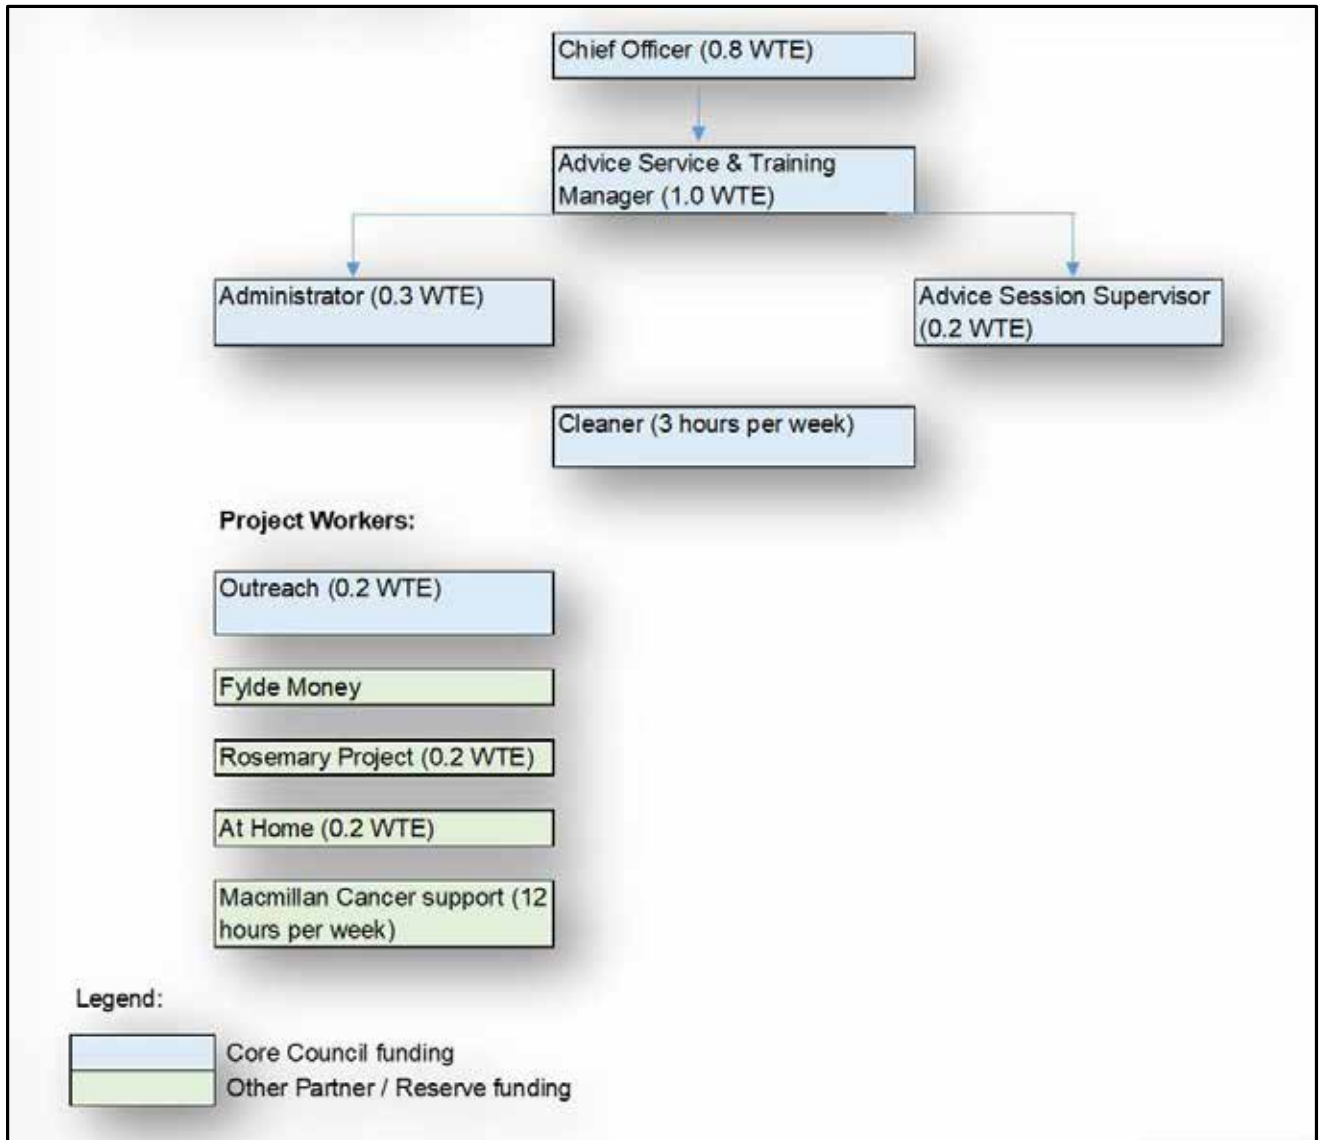 Chief Officer (0.8 WTE)
Advice Service & Training
Manager (1.0 WTE)
Administrator (0.3 WTE)
Advice Session Supervisor
(0.2 WTE)
Cleaner (3 hours per week)
Project Workers:
Outreach (0.2 WTE)
Fylde Money
Rosemary Project (0.2 WTE)
At Home (0.2 WTE)
Macmillan Cancer support (12
hours per week)
Legend:
Core Council funding
Other Partner / Reserve funding